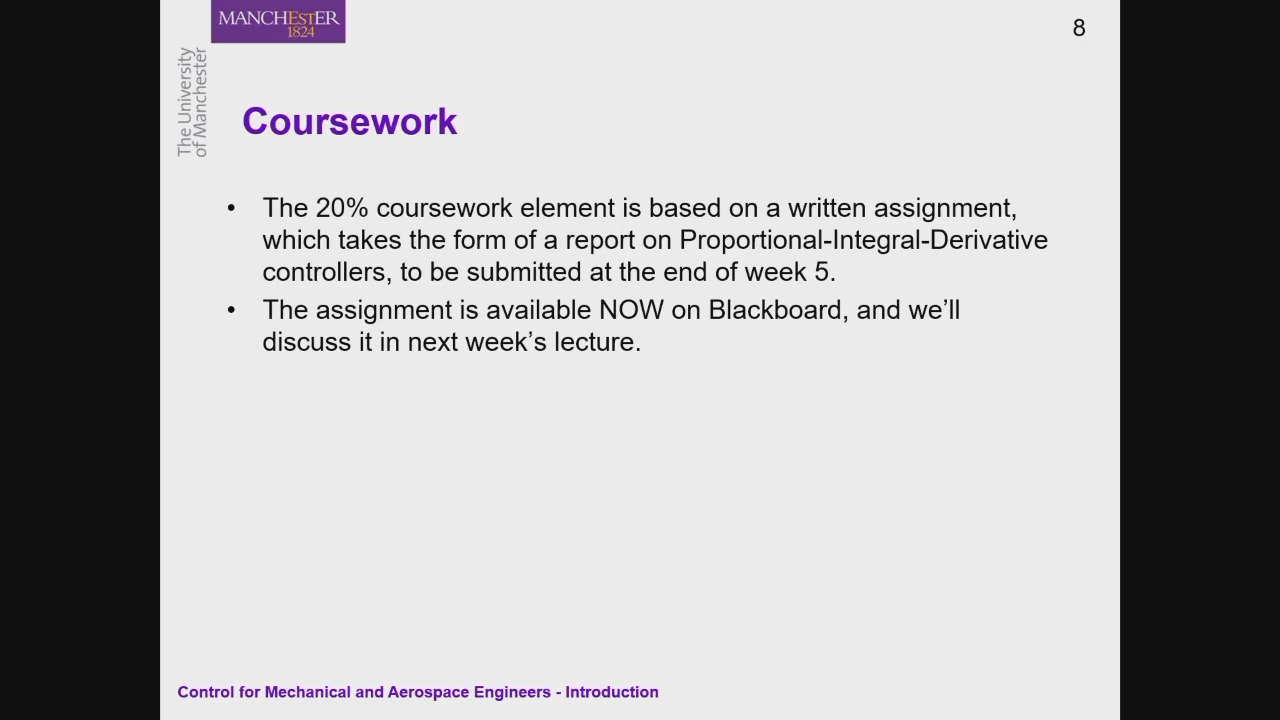 MANCHESTER
1824
8
The University
of Manchester
Coursework
• The 20% coursework element is based on a written assignment,
which takes the form of a report on Proportional-Integral-Derivative
controllers, to be submitted at the end of week 5.
• The assignment is available NOW on Blackboard, and we’ll
discuss it in next week’s lecture.
Control for Mechanical and Aerospace Engineers - Introduction